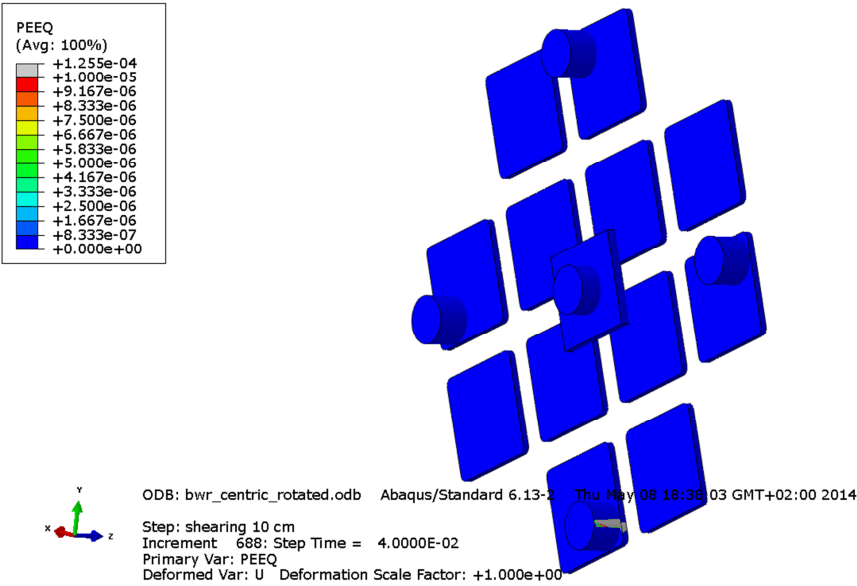 PEEQ
(Avg: 100%)
+1.255e-04
+1.000e-05
+9.167e-06
+8.333e-06
+7.500e-06
+6.667e-06
+5.833e-06
+5.000e-06
+4.167e-06
+3.333e-06
+2.500e-06
+1.667e-06
+8.333e-07
+0.000e+00
Y
X
Z
ODB: bwr_centric_rotated.odb Abaqus/Standard 6.13-2 Thu May 08 18:38:03 GMT+02:00 2014
Step: shearing 10 cm
Increment 688: Step Time = 4.0000E-02
Primary Var: PEEQ
Deformed Var: U Deformation Scale Factor: +1.000e+00